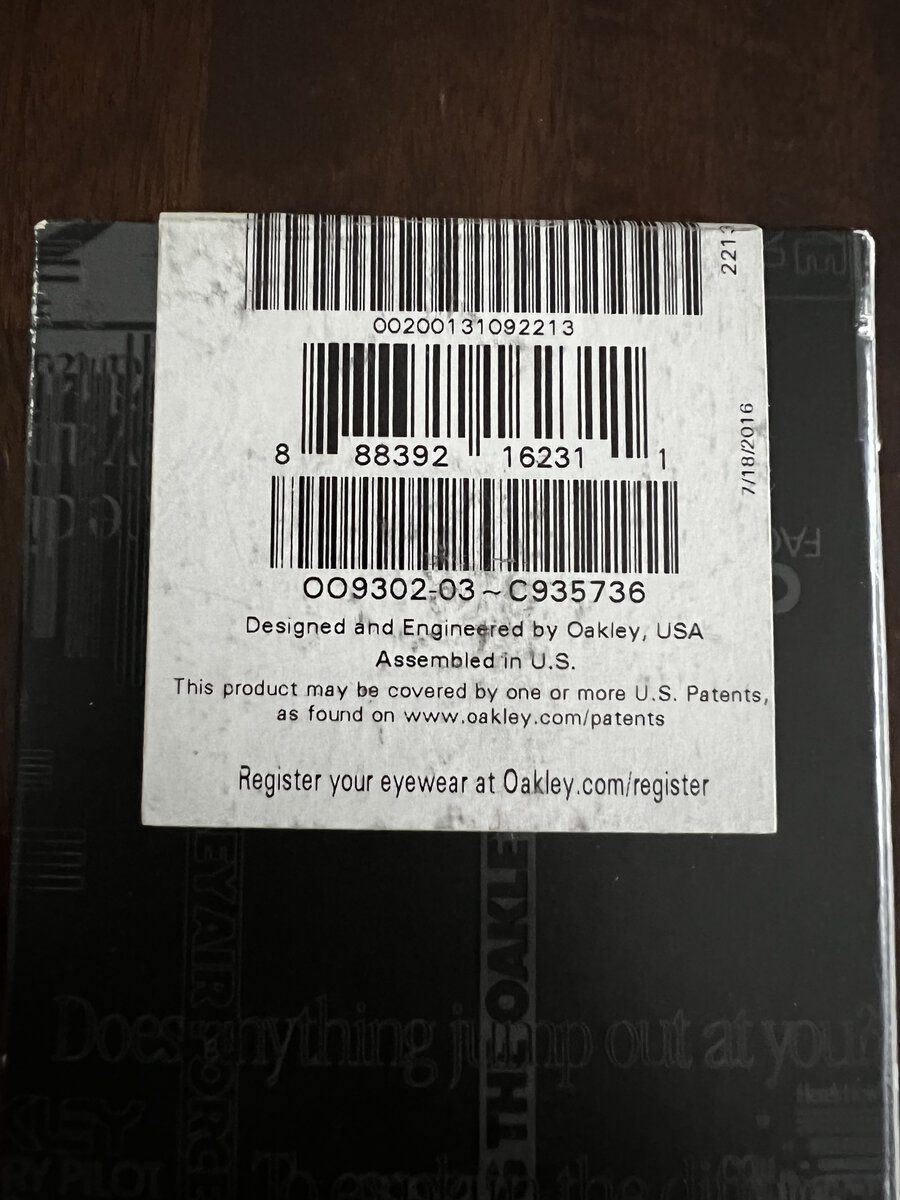 2213
00200131092213
8 88392 16231 1
7/18/2016
OO9302-03~C935736
Designed and Engineered by Oakley, USA
Assembled in U.S.
This product may be covered by one or more U.S. Patents,
as found on www.oakley.com/patents
Register your eyewear at Oakley.com/register
THE OAKLE
Does anything jump out at you?